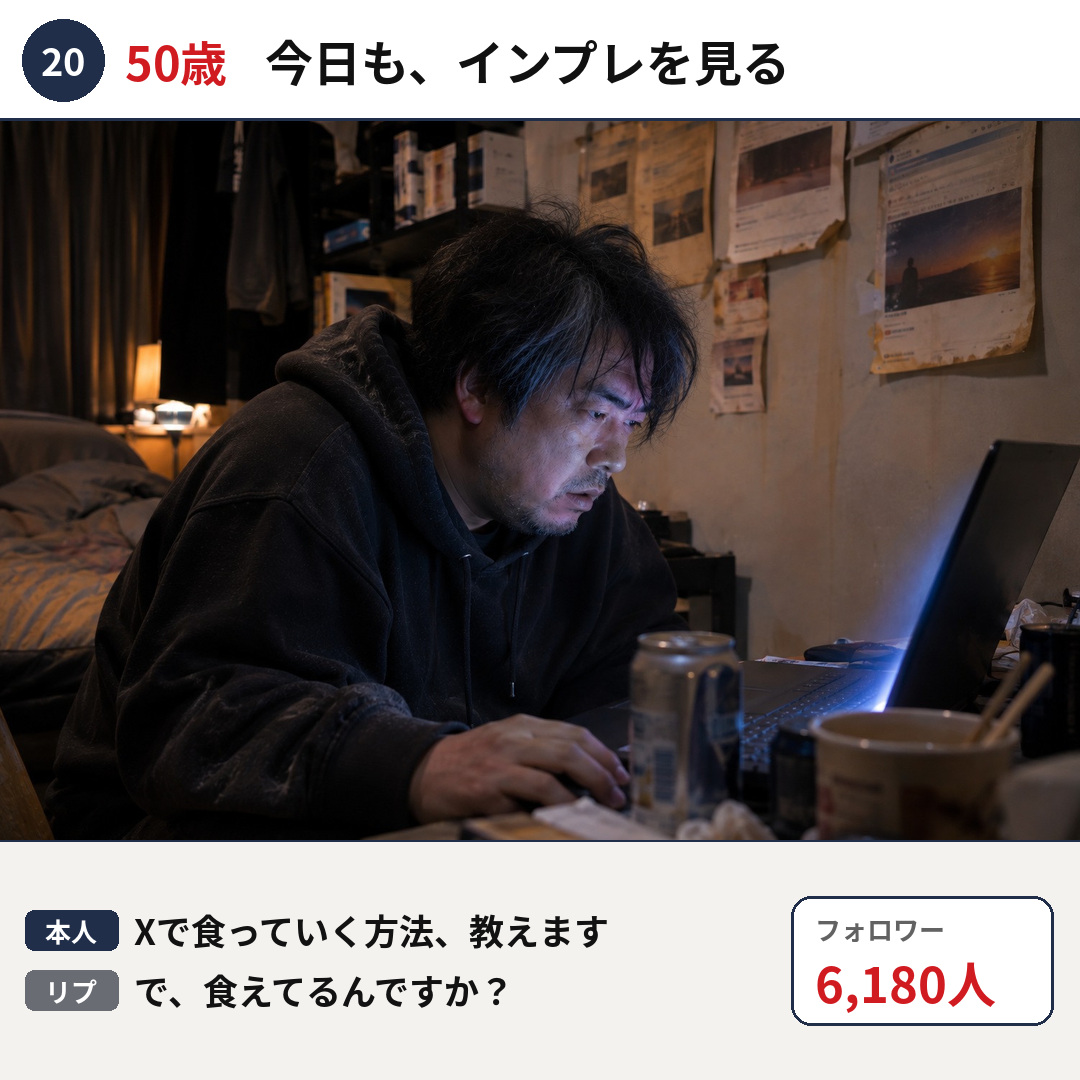 20
50歳 今日も、インプレを見る
本人 Xで食っていく方法、教えます
リプ で、食えてるんですか？
フォロワー
6,180人